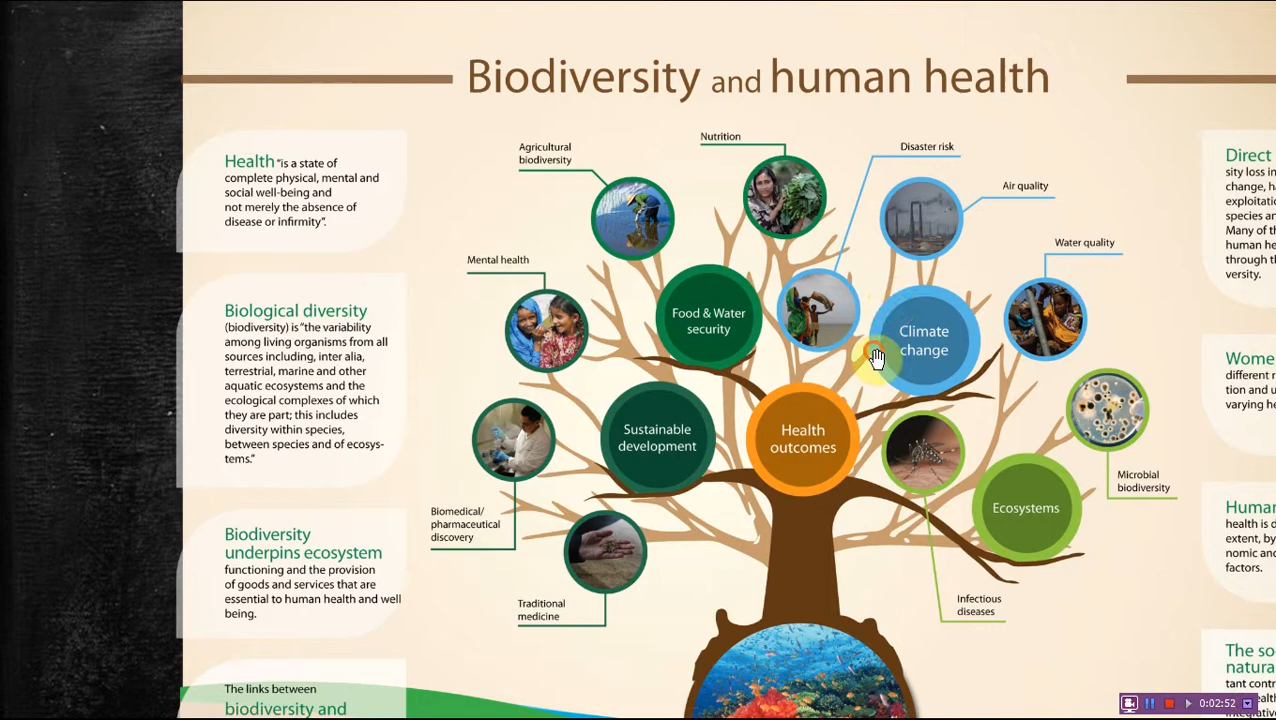 Biodiversity and human health
Health "is a state of
complete physical, mental and
social well-being and
not merely the absence of
disease or infirmity".
Biological diversity
(biodiversity) is "the variability
among living organisms from all
sources including, inter alia,
terrestrial, marine and other
aquatic ecosystems and the
ecological complexes of which
they are part; this includes
diversity within species,
between species and of ecosys-
tems."
Biodiversity
underpins ecosystem
functioning and the provision
of goods and services that are
essential to human health and well
being.
The links between
biodiversity and
Agricultural
biodiversity
Nutrition
Disaster risk
Air quality
Water quality
Mental health
Food & Water
security
Climate
change
Sustainable
development
Health
outcomes
Ecosystems
Microbial
biodiversity
Biomedical/
pharmaceutical
discovery
Traditional
medicine
Infectious
diseases
Direct
sity loss in
change, ha
exploitatio
species an
Many of th
human he
through th
versity.
Wome
different r
tion and u
varying he
Human
health is d
extent, by
nomic and
factors.
The so
natura
tant contr
0:02:52